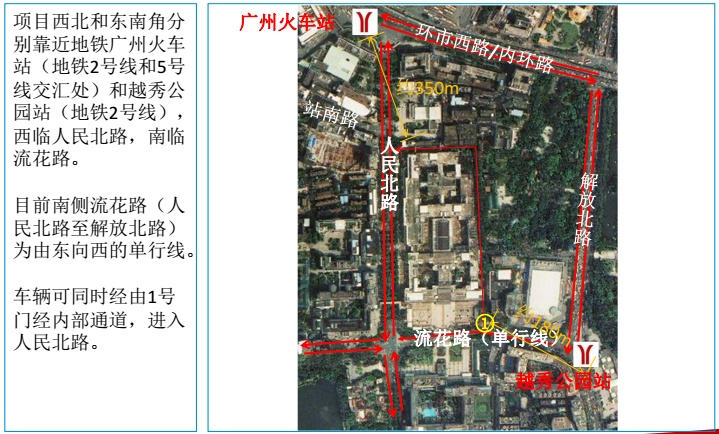 项目西北和东南角分
别靠近地铁广州火车
站（地铁2号线和5号
线交汇处）和越秀公
园站（地铁2号线），
西临人民北路，南临
流花路。
目前南侧流花路（人
民北路至解放北路）
为由东向西的单行线。
车辆可同时经由1号
门经内部通道，进入
人民北路。
广州火车站
环市西路/内环路
约350m
站南路
人民北路
解放北路
1
流花路（单行线）
越秀公园站